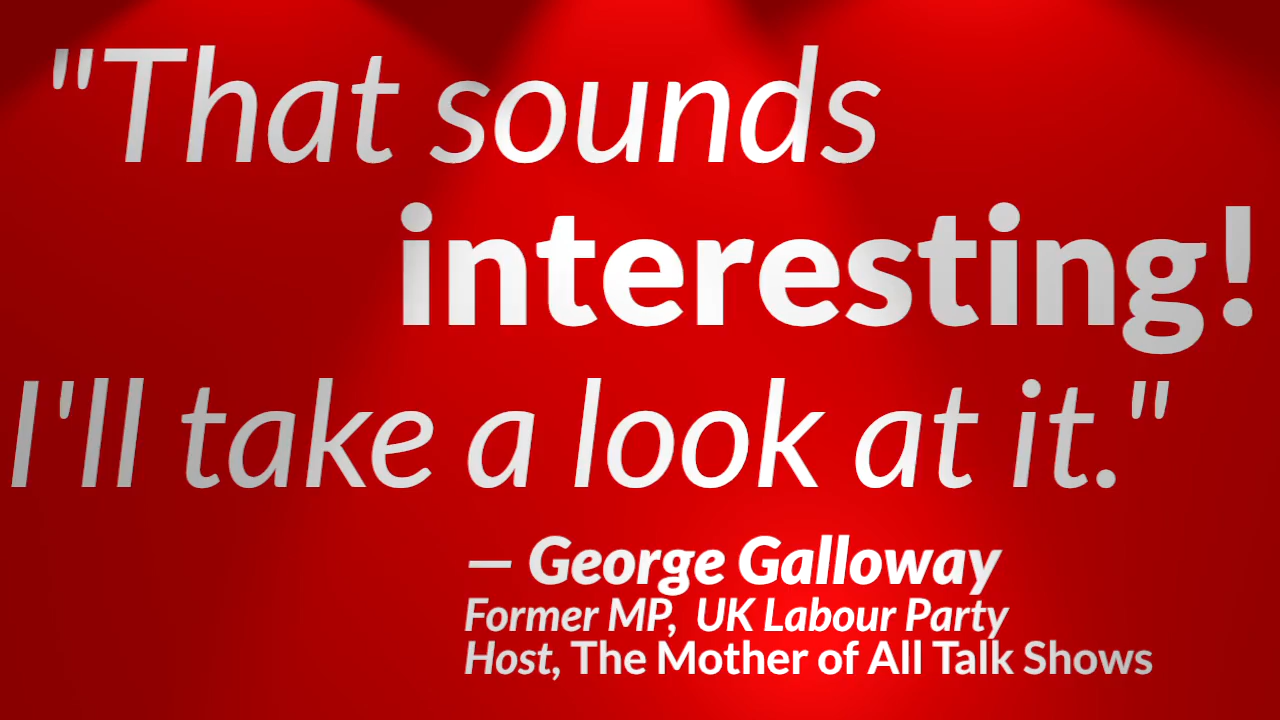 "That sounds
interesting!
I'll take a look at it."
— George Galloway
Former MP, UK Labour Party
Host, The Mother of All Talk Shows